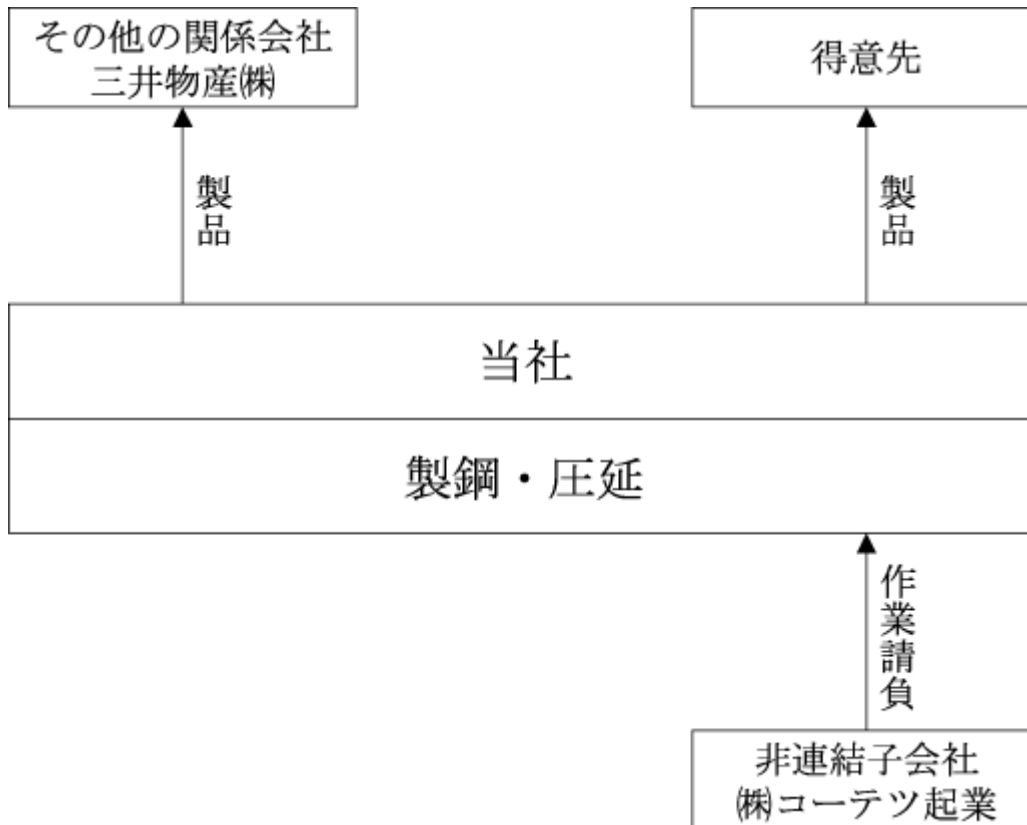 その他の関係会社
三井物産㈱
得意先
製品
製品
当社
製鋼・圧延
作業請負
非連結子会社
㈱コーテツ起業